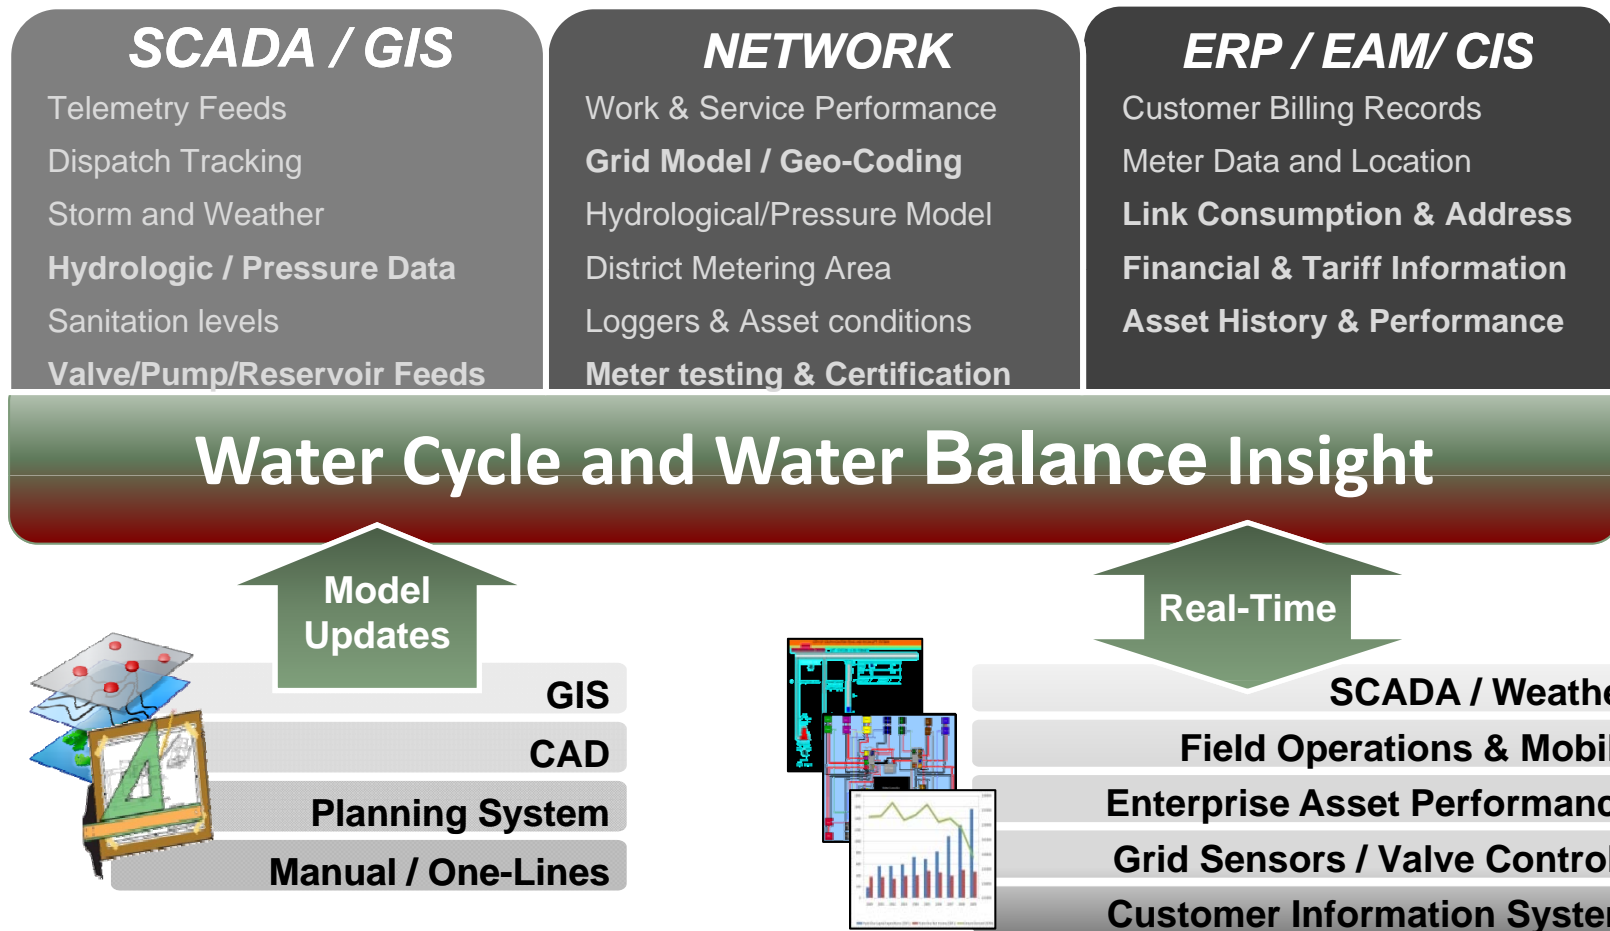 SCADA / GIS
Telemetry Feeds
Dispatch Tracking
Storm and Weather
Hydrologic / Pressure Data
Sanitation levels
Valve/Pump/Reservoir Feeds
NETWORK
Work & Service Performance
Grid Model / Geo-Coding
Hydrological/Pressure Model
District Metering Area
Loggers & Asset conditions
Meter testing & Certification
ERP / EAM/ CIS
Customer Billing Records
Meter Data and Location
Link Consumption & Address
Financial & Tariff Information
Asset History & Performance
Water Cycle and Water Balance Insight
Model
Updates
GIS
CAD
Planning System
Manual / One-Lines
Real-Time
SCADA / Weathe
Field Operations & Mobil
Enterprise Asset Performanc
Grid Sensors / Valve Control
Customer Information System